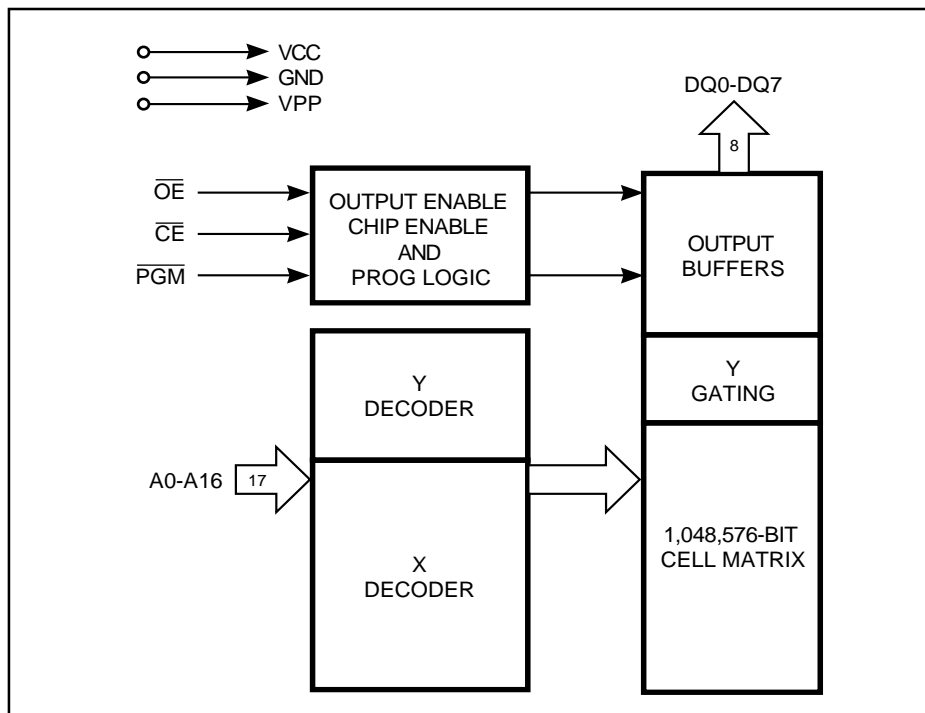 VCC
GND
VPP
DQ0-DQ7
8
OE
CE
PGM
OUTPUT ENABLE
CHIP ENABLE
AND
PROG LOGIC
OUTPUT
BUFFERS
Y
DECODER
Y
GATING
A0-A16
17
X
DECODER
1,048,576-BIT
CELL MATRIX